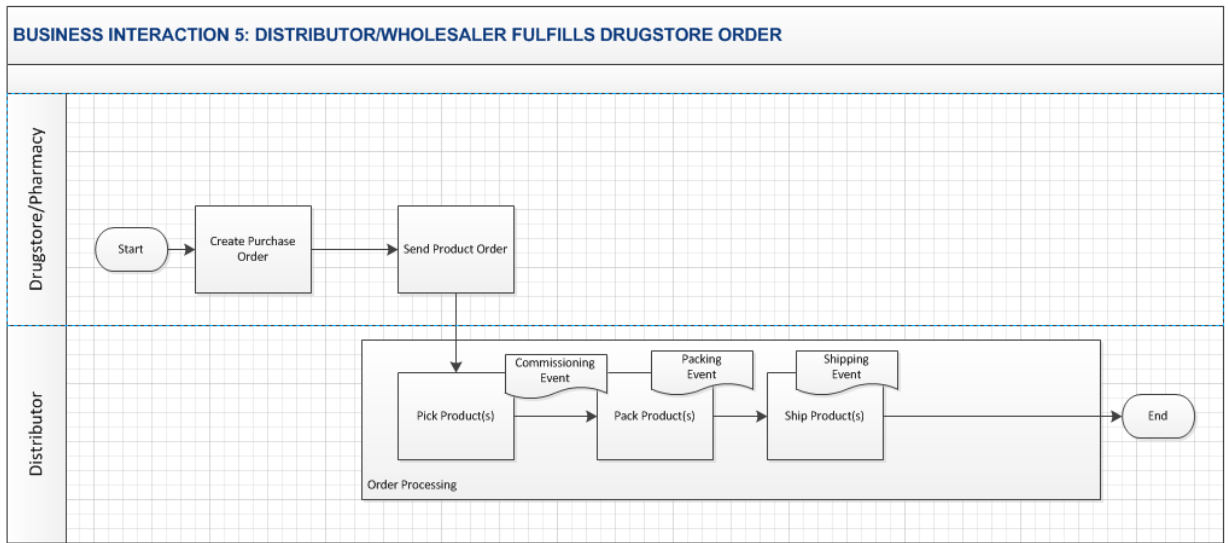 BUSINESS INTERACTION 5: DISTRIBUTOR/WHOLESALER FULFILLS DRUGSTORE ORDER
Drugstore/Pharmacy
Start
Create Purchase
Order
Send Product Order
Distributor
Commissioning
Event
Packing
Event
Shipping
Event
Pick Product(s)
Pack Product(s)
Ship Product(s)
End
Order Processing